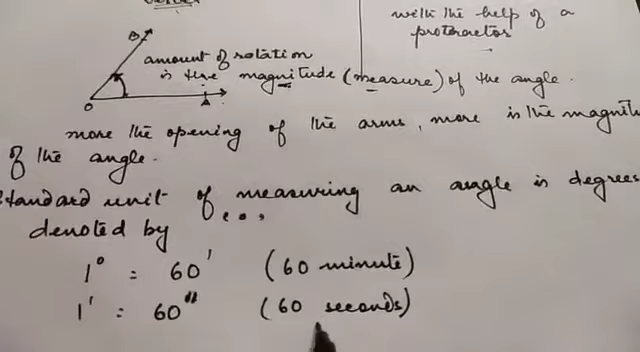 Vertex
with the help of a
protractor
B
amount of rotation
is the magnitude (measure) of the angle.
O
A
more the opening of the arms, more is the magnitu
of the angle.
Standard unit of measuring an angle is degrees
denoted by "o"
1° = 60' (60 minute)
1' = 60" (60 seconds)